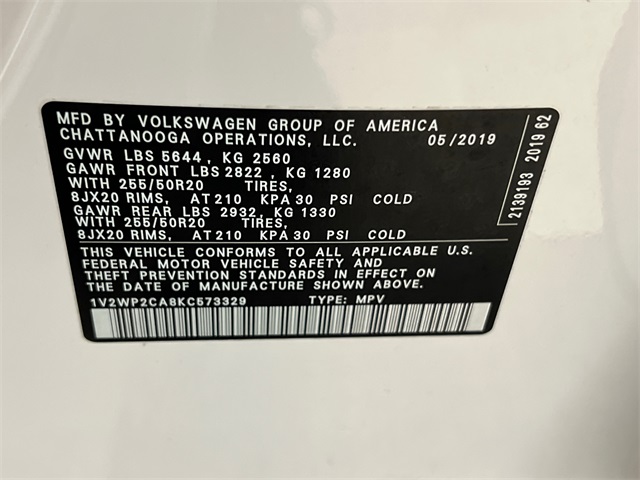 MFD BY VOLKSWAGEN GROUP OF AMERICA
CHATTANOOGA OPERATIONS, LLC. 05/2019
GVWR LBS 5644, KG 2560
GAWR FRONT LBS 2822, KG 1280
WITH 255/50R20 TIRES,
8JX20 RIMS, AT 210 KPA 30 PSI COLD
GAWR REAR LBS 2932, KG 1330
WITH 255/50R20 TIRES,
8JX20 RIMS, AT 210 KPA 30 PSI COLD
THIS VEHICLE CONFORMS TO ALL APPLICABLE U.S.
FEDERAL MOTOR VEHICLE SAFETY AND
THEFT PREVENTION STANDARDS IN EFFECT ON
THE DATE OF MANUFACTURE SHOWN ABOVE.
1V2WP2CA8KC573329 TYPE: MPV
2139193 2019 62